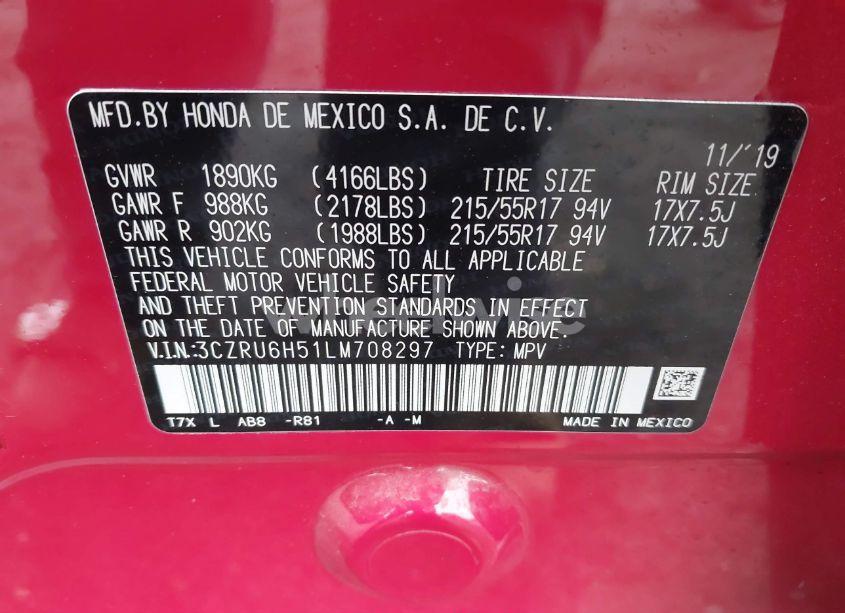 MFD.BY HONDA DE MEXICO S.A. DE C.V.
11/'19
GVWR 1890KG (4166LBS) TIRE SIZE RIM SIZE
GAWR F 988KG (2178LBS) 215/55R17 94V 17X7.5J
GAWR R 902KG (1988LBS) 215/55R17 94V 17X7.5J
THIS VEHICLE CONFORMS TO ALL APPLICABLE
FEDERAL MOTOR VEHICLE SAFETY
AND THEFT PREVENTION STANDARDS IN EFFECT
ON THE DATE OF MANUFACTURE SHOWN ABOVE.
V.I.N.:3CZRU6H51LM708297 TYPE: MPV
T7X L AB8 -R81 -A -M MADE IN MEXICO